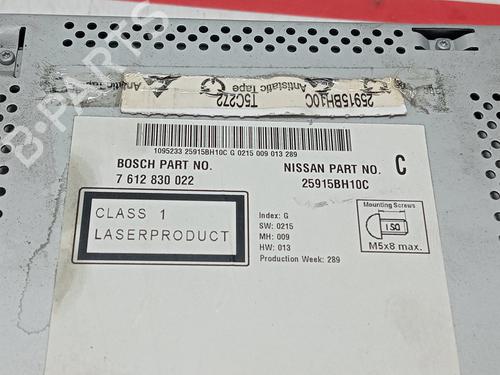 25915BH10C T5C272
Antistatic Tape
1095233 25915BH10C G 0215 009 013 289
BOSCH PART NO.
7 612 830 022
NISSAN PART NO.
25915BH10C
C
CLASS 1
LASERPRODUCT
Index: G
SW: 0215
MH: 009
HW: 013
Production Week: 289
Mounting Screws
ISO
M5x8 max.
B-Parts